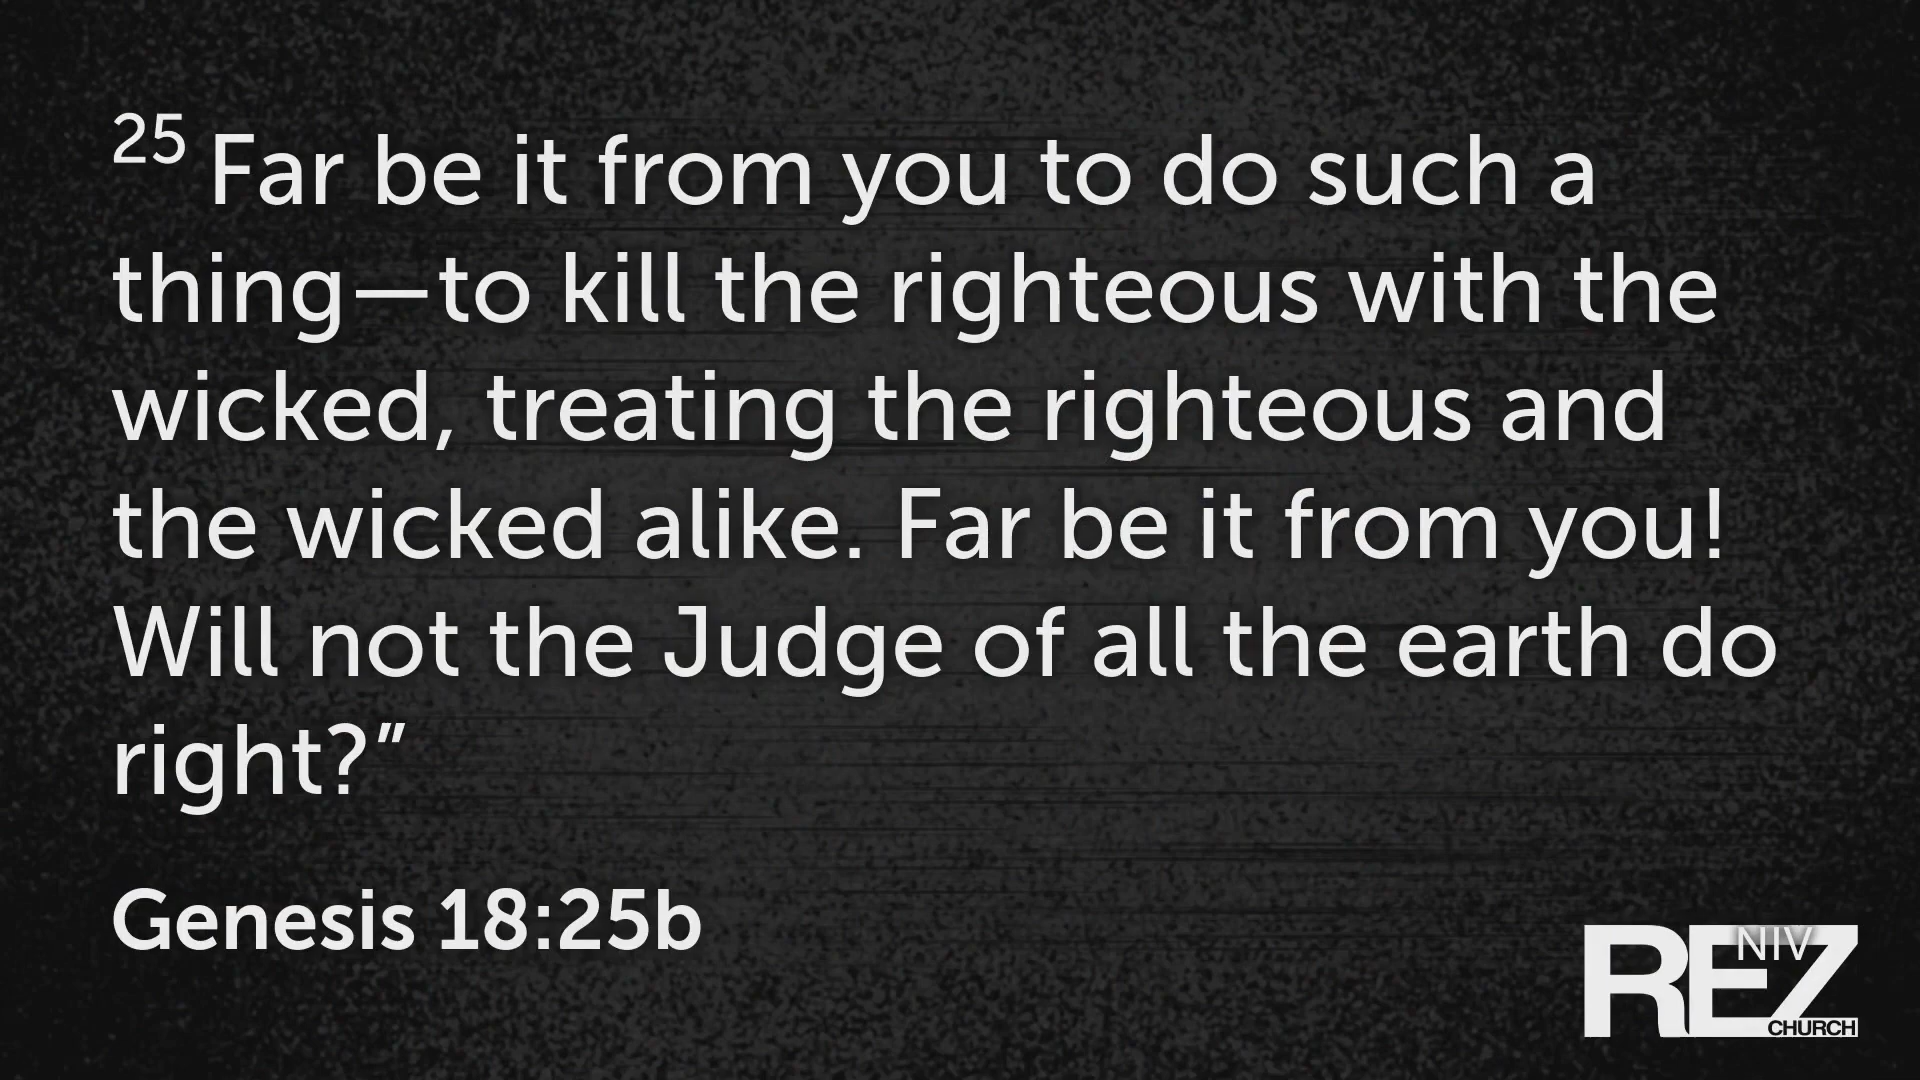 25 Far be it from you to do such a
thing—to kill the righteous with the
wicked, treating the righteous and
the wicked alike. Far be it from you!
Will not the Judge of all the earth do
right?”
Genesis 18:25b
NIV
REZ
CHURCH